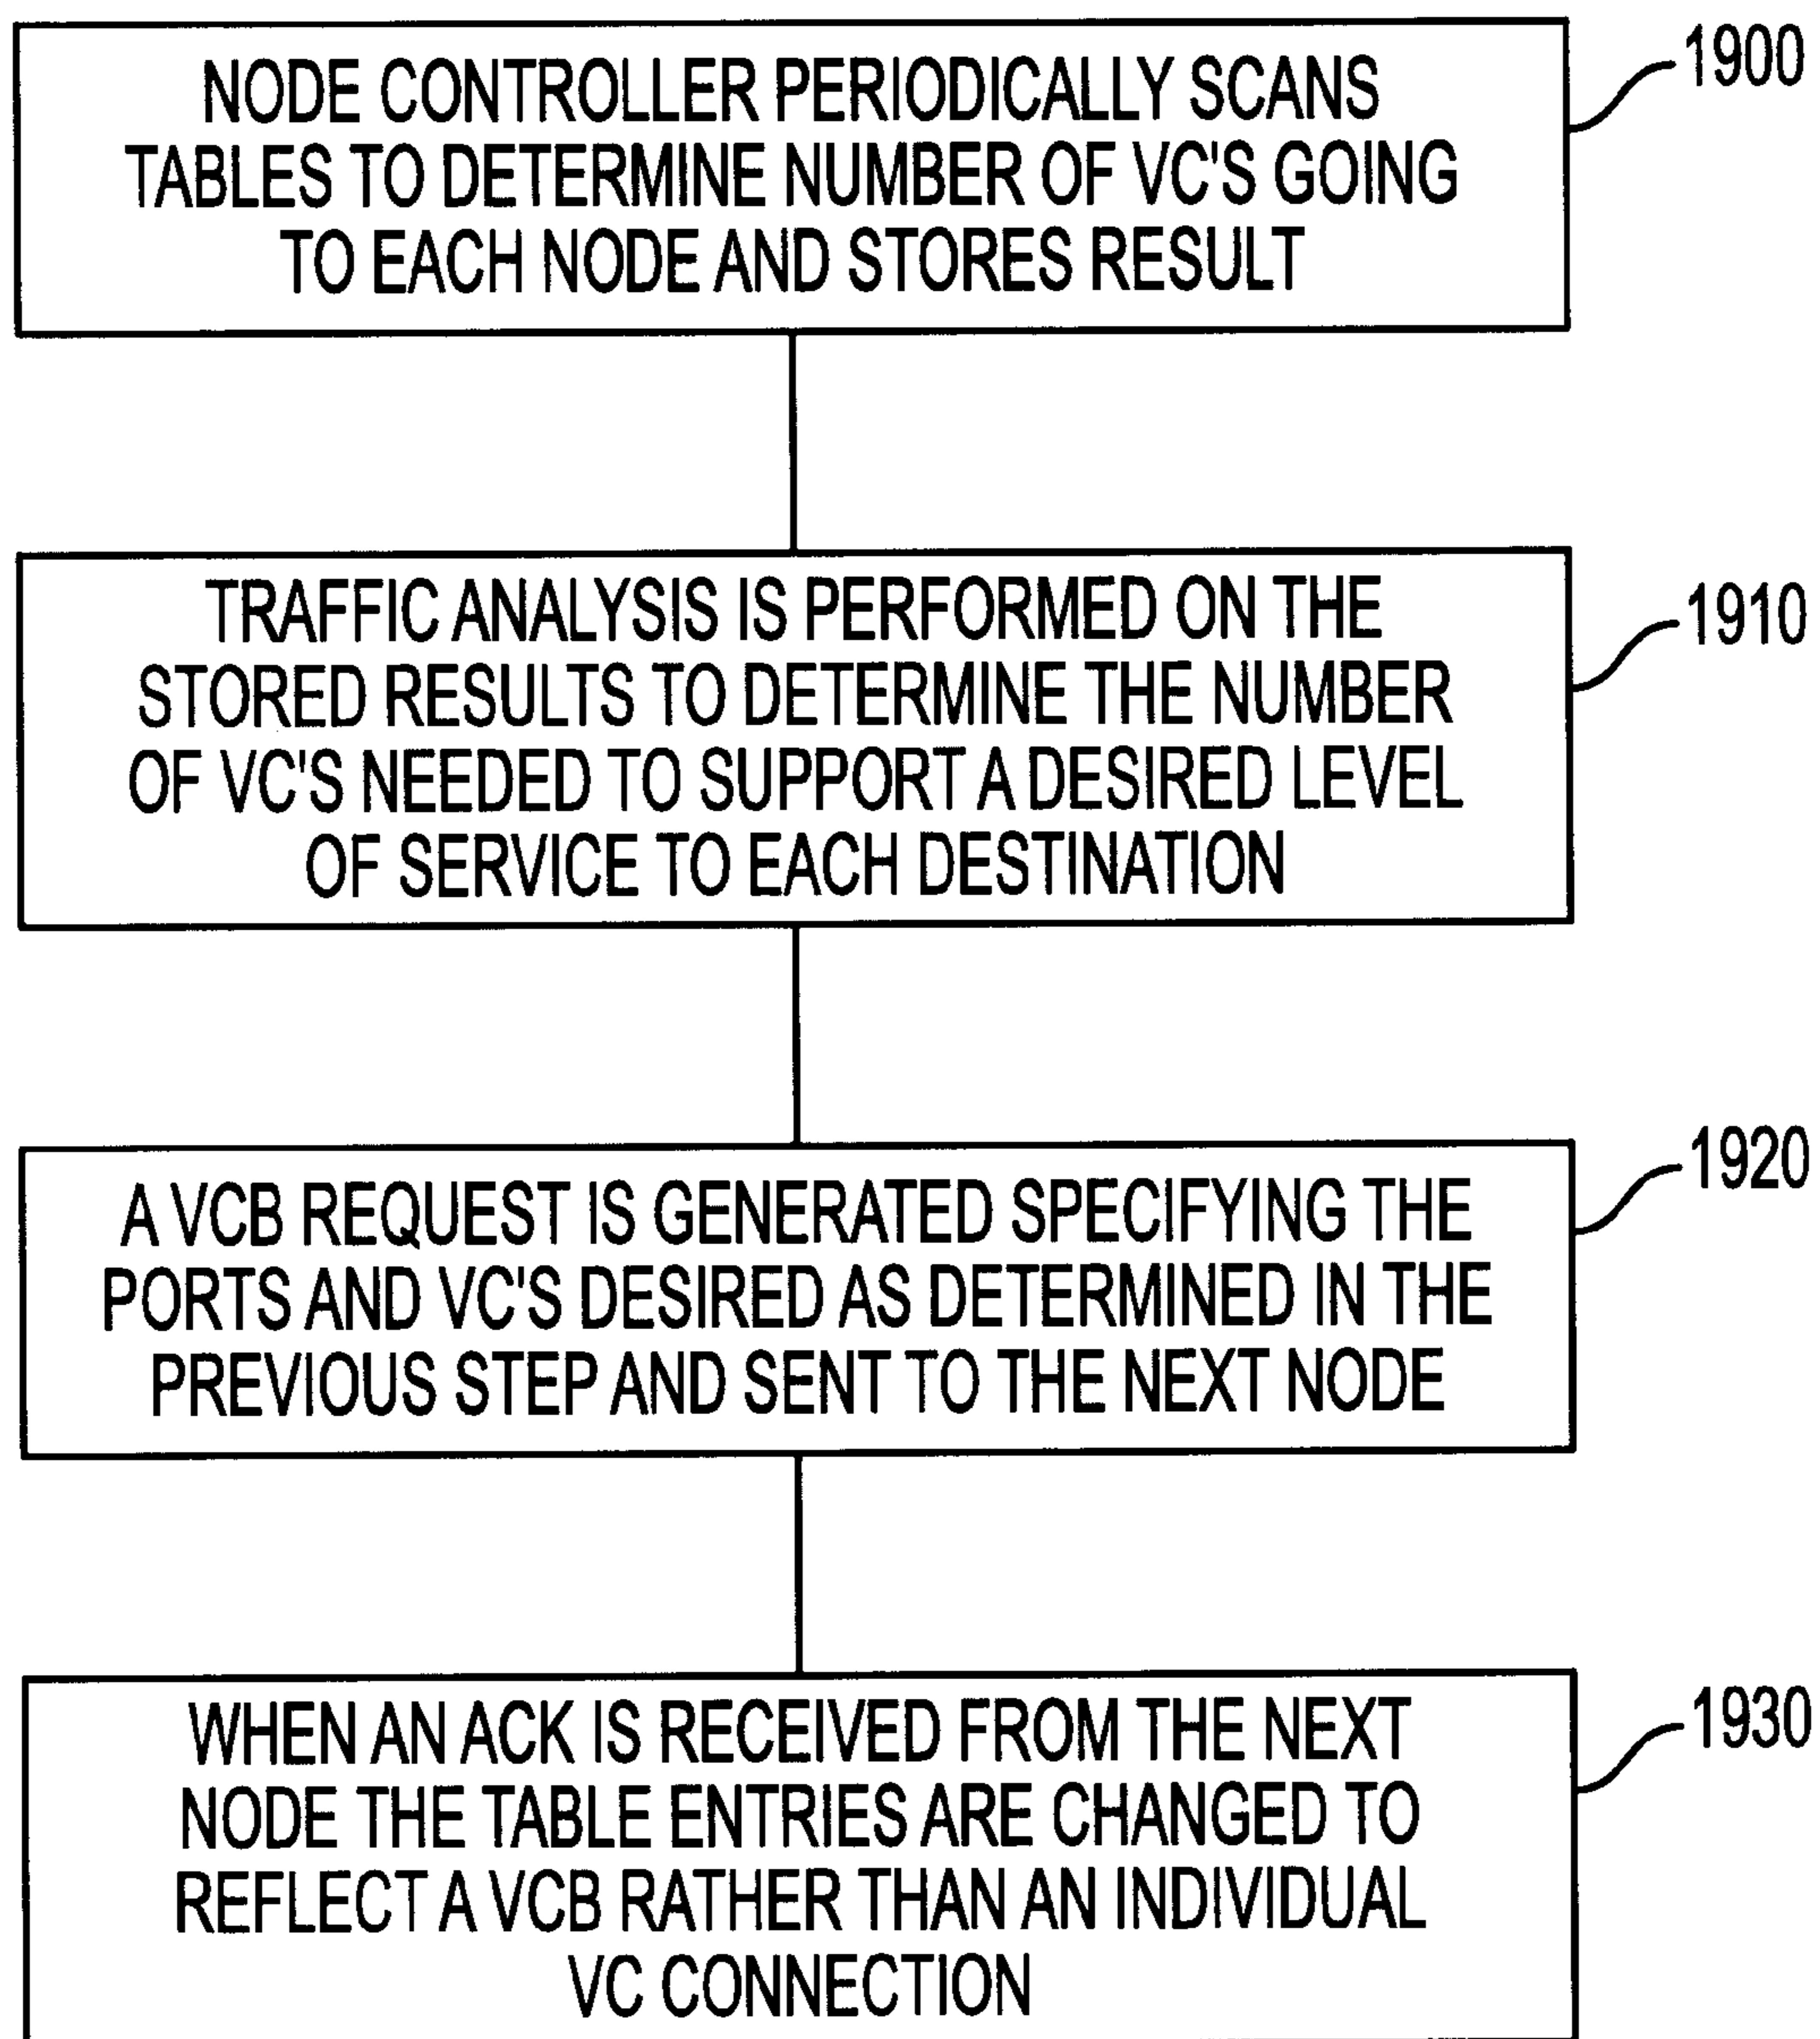 NODE CONTROLLER PERIODICALLY SCANS
TABLES TO DETERMINE NUMBER OF VC'S GOING
TO EACH NODE AND STORES RESULT
1900
TRAFFIC ANALYSIS IS PERFORMED ON THE
STORED RESULTS TO DETERMINE THE NUMBER
OF VC'S NEEDED TO SUPPORT A DESIRED LEVEL
OF SERVICE TO EACH DESTINATION
1910
A VCB REQUEST IS GENERATED SPECIFYING THE
PORTS AND VC'S DESIRED AS DETERMINED IN THE
PREVIOUS STEP AND SENT TO THE NEXT NODE
1920
WHEN AN ACK IS RECEIVED FROM THE NEXT
NODE THE TABLE ENTRIES ARE CHANGED TO
REFLECT A VCB RATHER THAN AN INDIVIDUAL
VC CONNECTION
1930